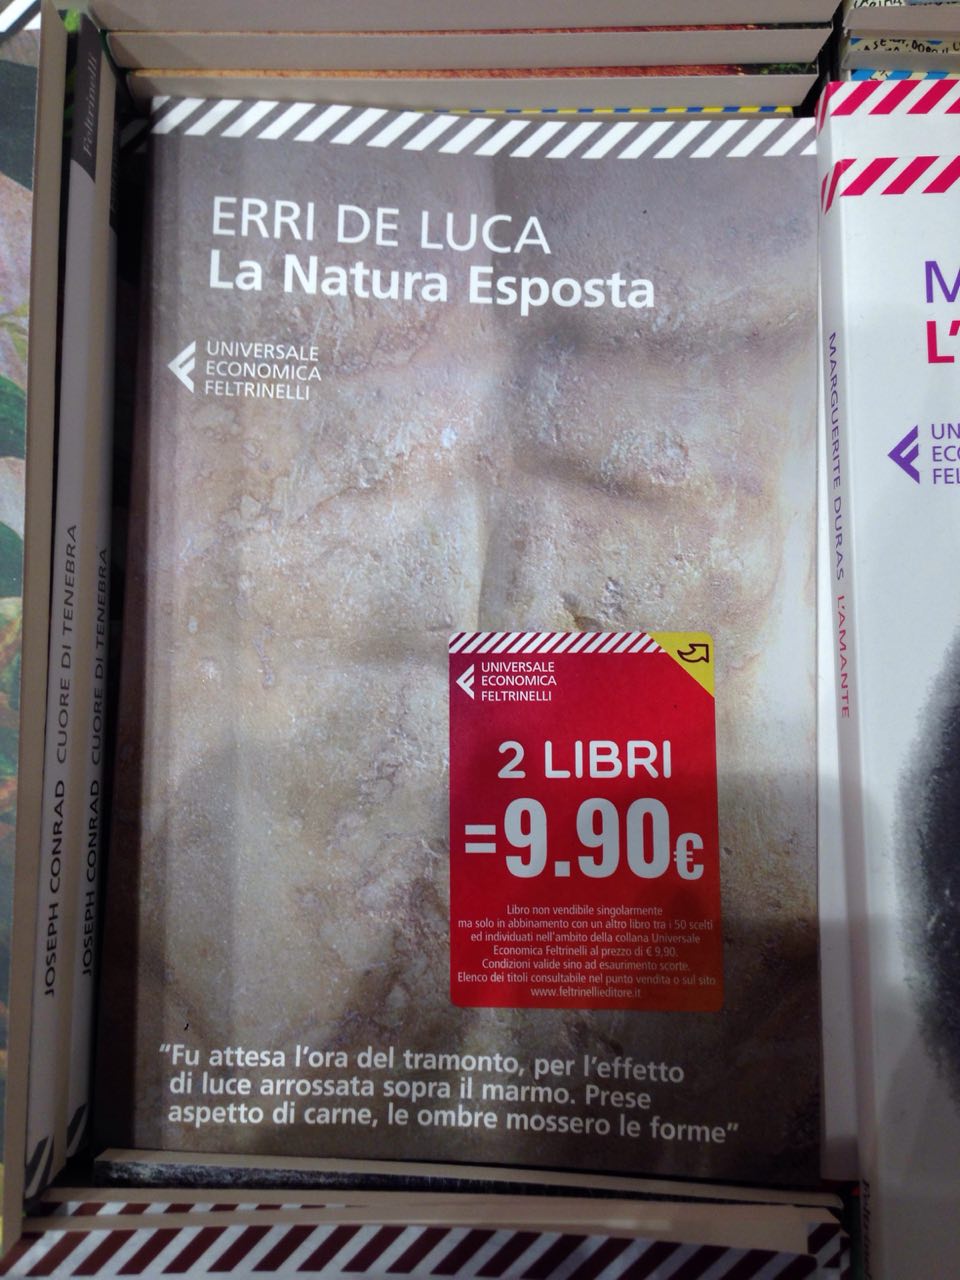 ERRI DE LUCA
La Natura Esposta
UNIVERSALE
ECONOMICA
FELTRINELLI
UNIVERSALE
ECONOMICA
FELTRINELLI
2 LIBRI
=9.90€
Libro non vendibile singolarmente
ma solo in abbinamento con un altro libro tra i 50 scelti
ed individuati nell'ambito della collana Universale
Economica Feltrinelli al prezzo di € 9,90.
Condizioni valide sino ad esaurimento scorte.
Elenco dei titoli consultabile nel punto vendita o sul sito
www.feltrinellieditore.it
"Fu attesa l'ora del tramonto, per l'effetto
di luce arrossata sopra il marmo. Prese
aspetto di carne, le ombre mossero le forme"
Feltrinelli
JOSEPH CONRAD CUORE DI TENEBRA
JOSEPH CONRAD CUORE DI TENEBRA
MARGUERITE DURAS L'AMANTE
M
L'
UN
ECO
FEL